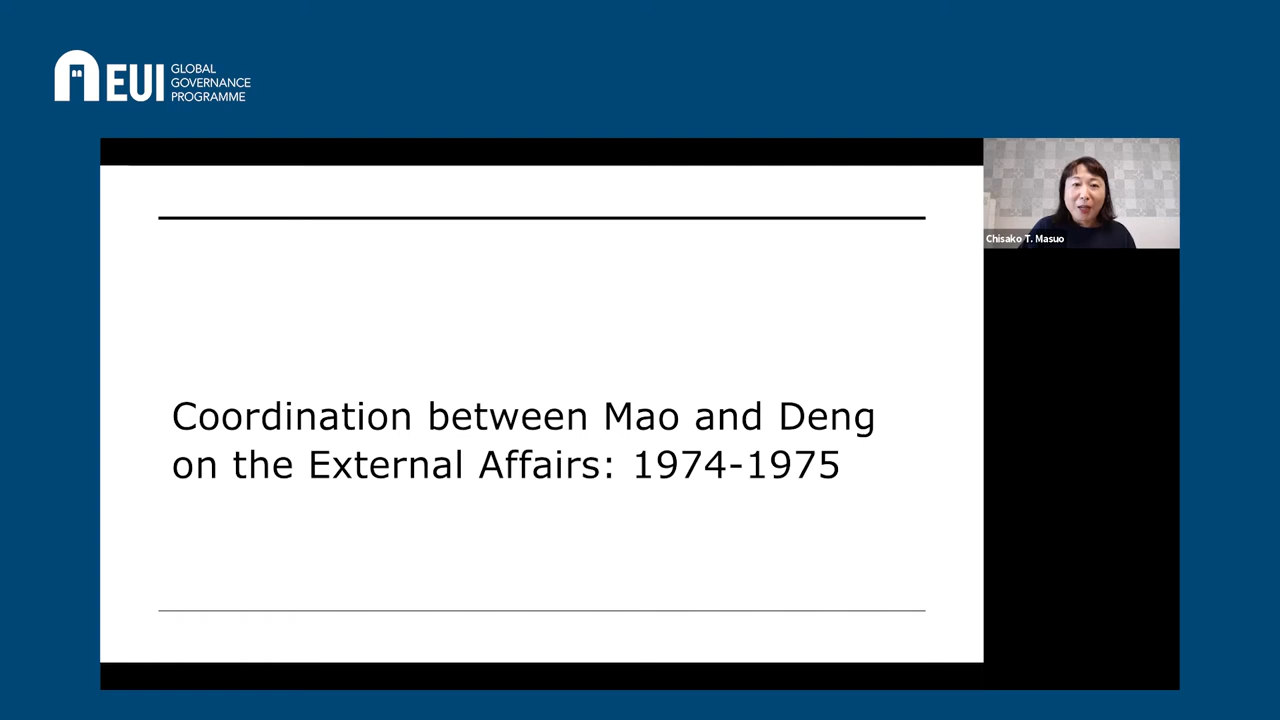 EUI
GLOBAL
GOVERNANCE
PROGRAMME
Chisako T. Masuo
Coordination between Mao and Deng
on the External Affairs: 1974-1975